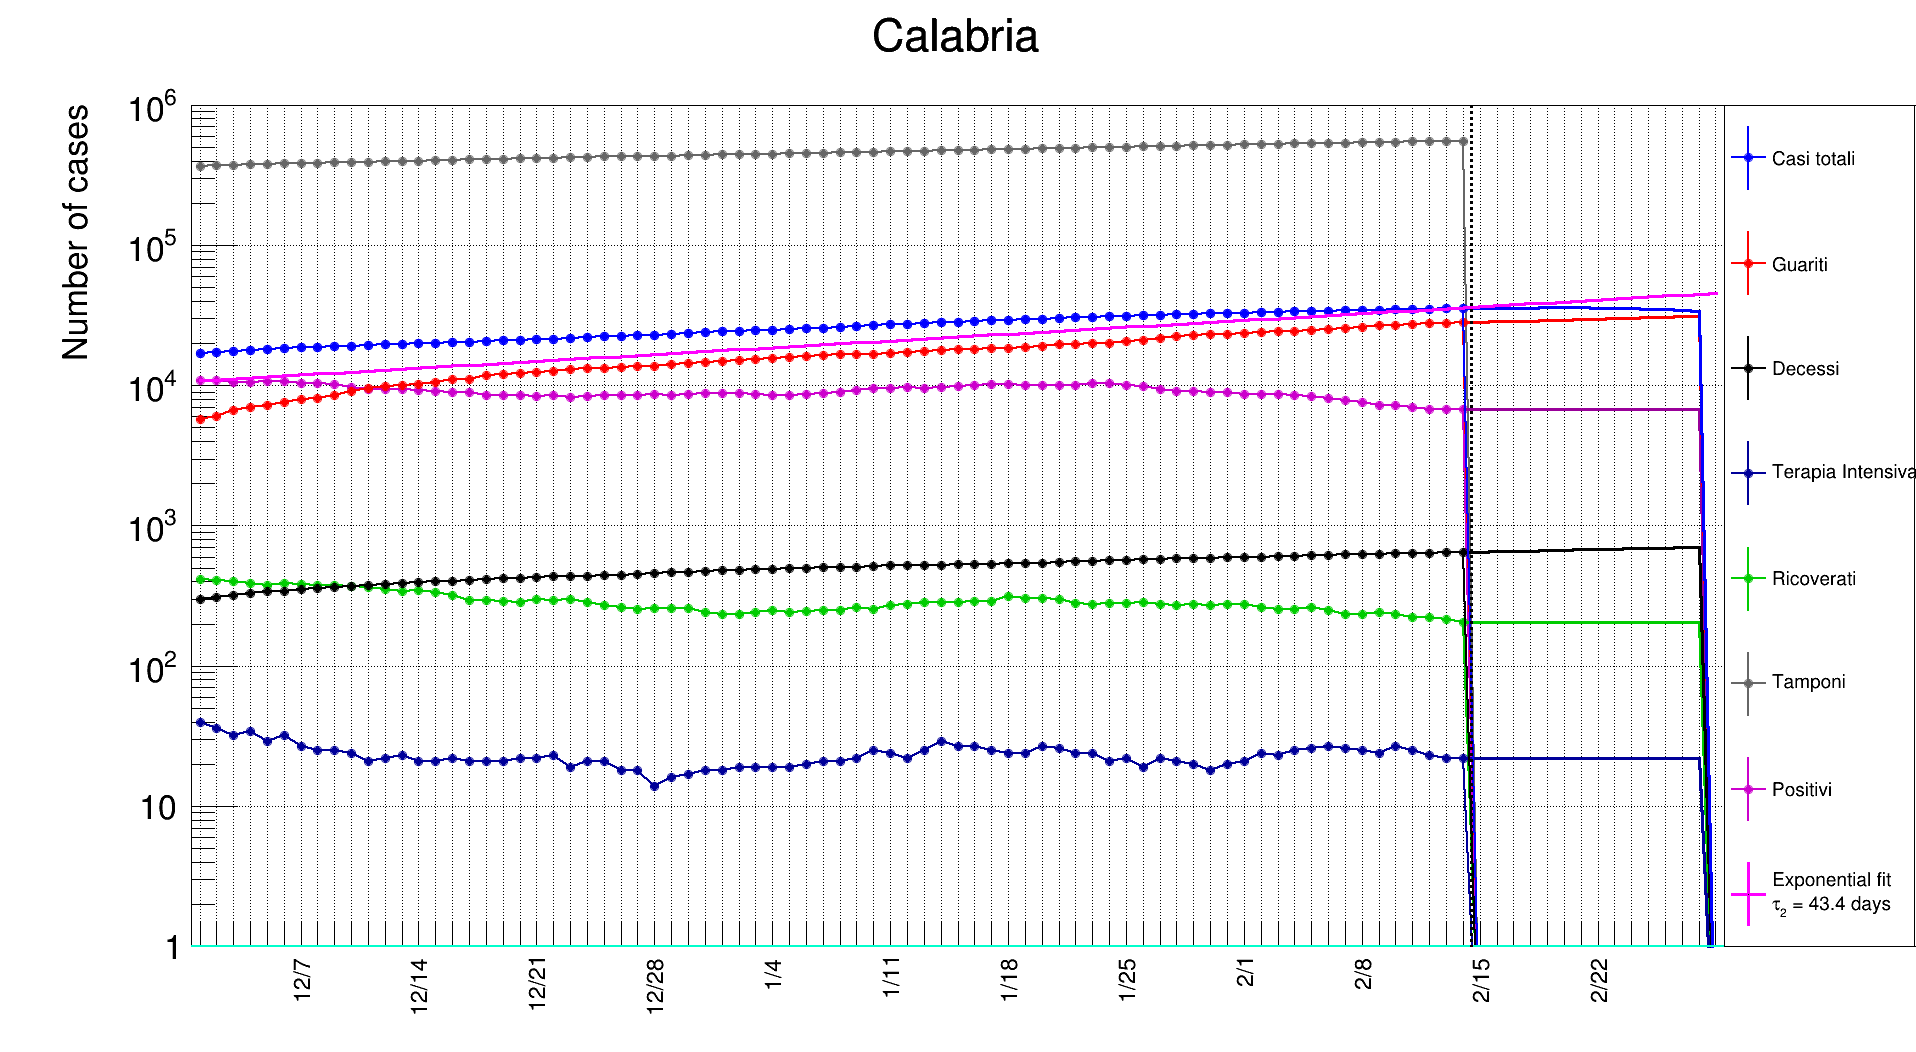 Calabria
Number of cases
10^6
10^5
10^4
10^3
10^2
10
1
12/7
12/14
12/21
12/28
1/4
1/11
1/18
1/25
2/1
2/8
2/15
2/22
Casi totali
Guariti
Decessi
Terapia Intensiva
Ricoverati
Tamponi
Positivi
Exponential fit
τ_2 = 43.4 days